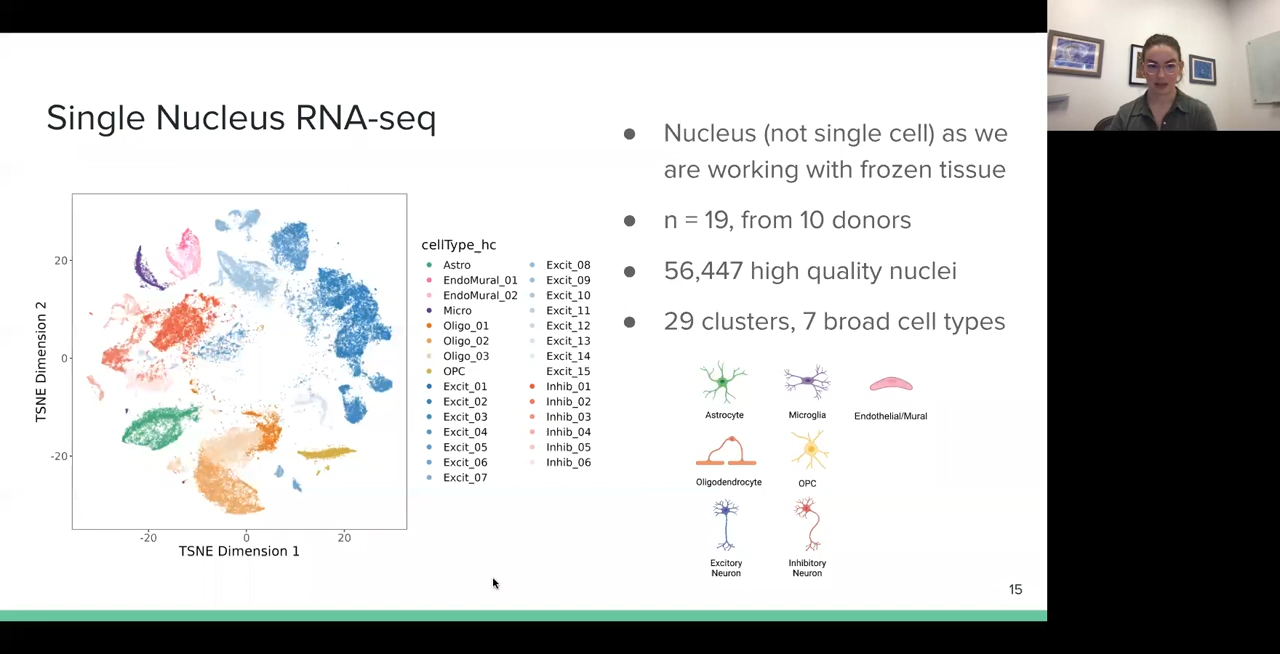 Single Nucleus RNA-seq
Nucleus (not single cell) as we
are working with frozen tissue
n = 19, from 10 donors
56,447 high quality nuclei
29 clusters, 7 broad cell types
TSNE Dimension 2
20
0
-20
-20
0
20
TSNE Dimension 1
cellType_hc
Astro
EndoMural_01
EndoMural_02
Micro
Oligo_01
Oligo_02
Oligo_03
OPC
Excit_01
Excit_02
Excit_03
Excit_04
Excit_05
Excit_06
Excit_07
Excit_08
Excit_09
Excit_10
Excit_11
Excit_12
Excit_13
Excit_14
Excit_15
Inhib_01
Inhib_02
Inhib_03
Inhib_04
Inhib_05
Inhib_06
Astrocyte
Microglia
Endothelial/Mural
Oligodendrocyte
OPC
Excitory
Neuron
Inhibitory
Neuron
15